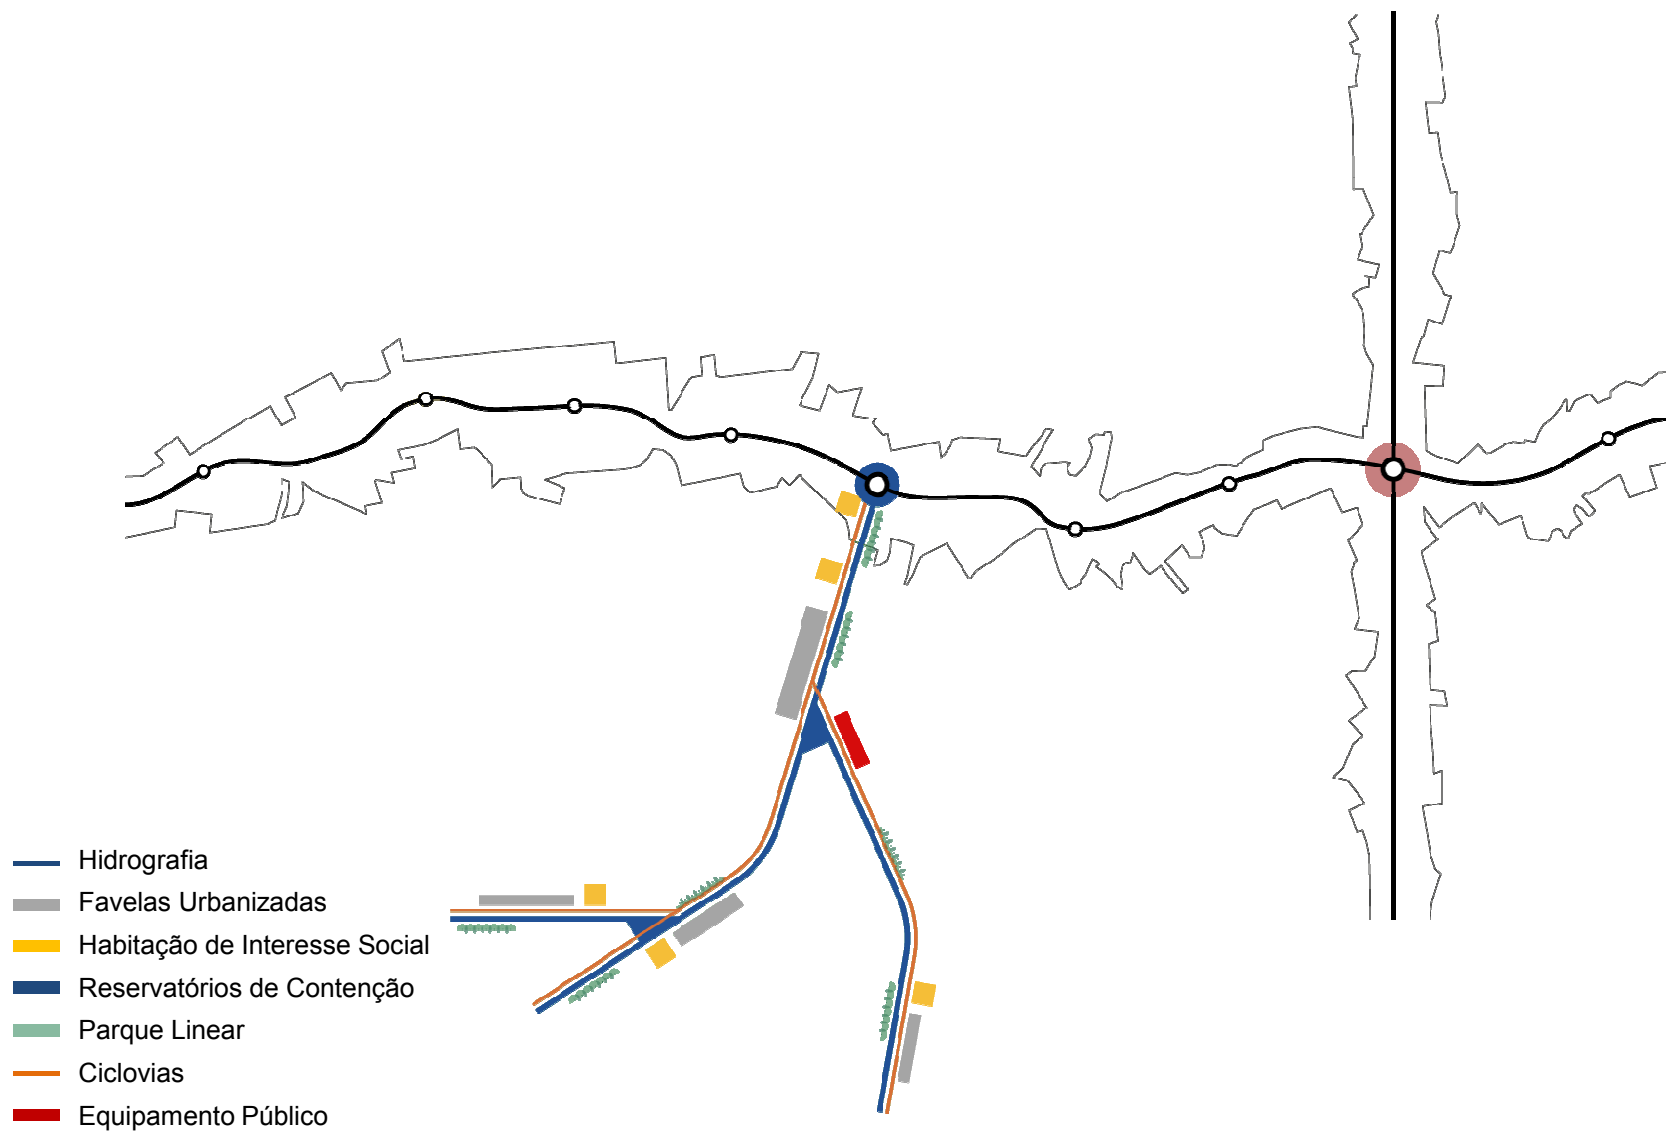 Hidrografia
Favelas Urbanizadas
Habitação de Interesse Social
Reservatórios de Contenção
Parque Linear
Ciclovias
Equipamento Público